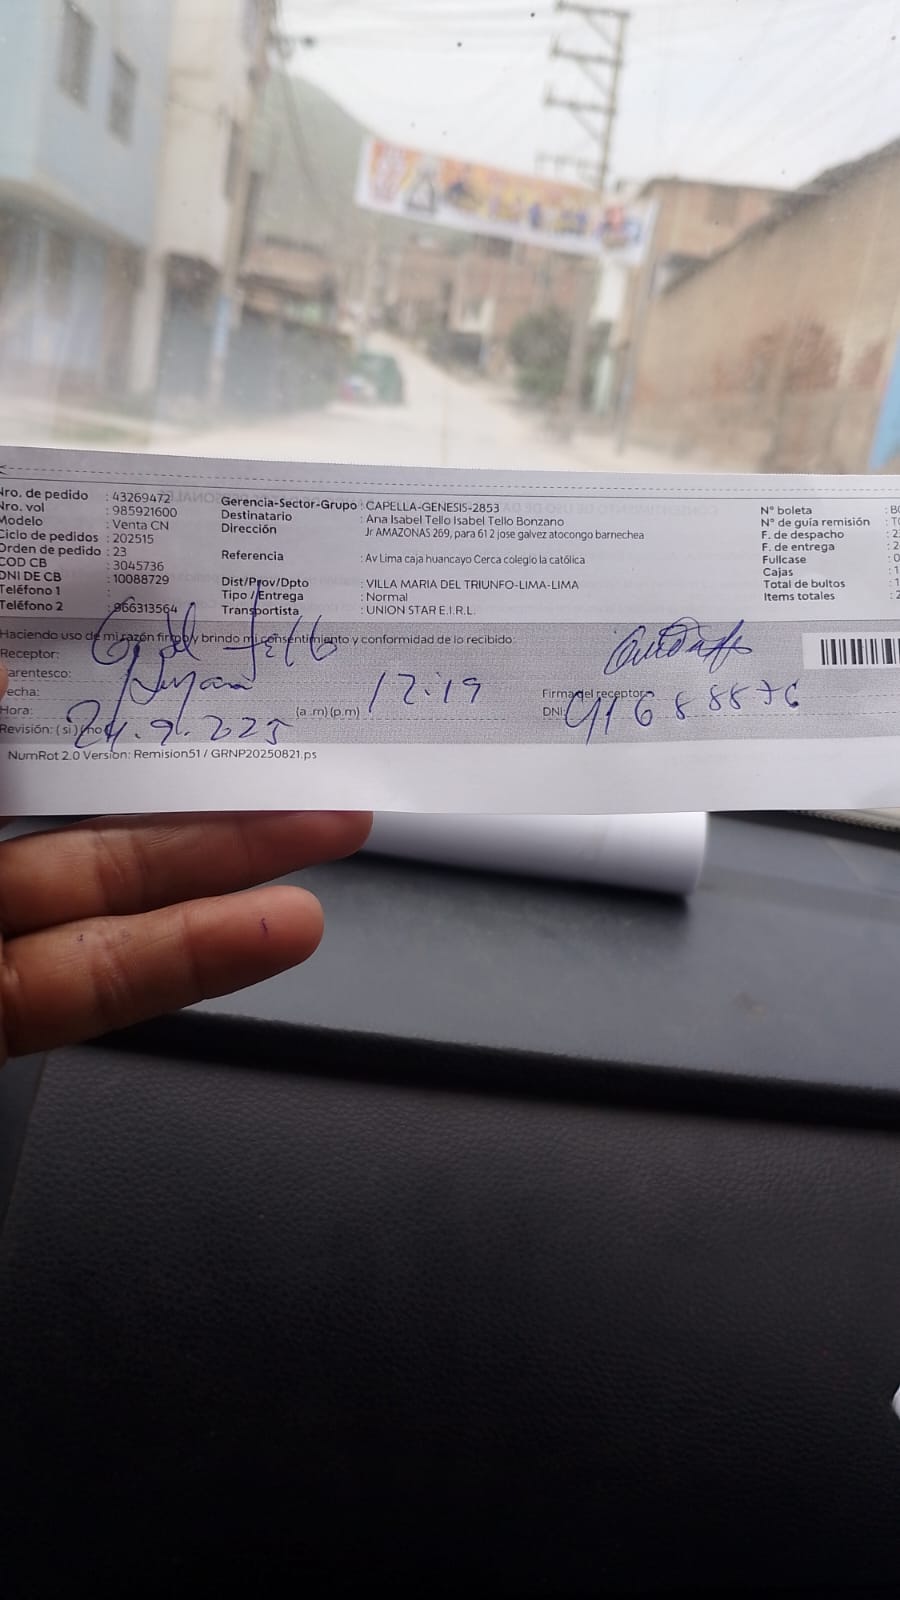 Nro. de pedido : 43269472
Nro. vol : 985921600
Modelo : Venta CN
Ciclo de pedidos : 202515
Orden de pedido : 23
COD CB : 3045736
DNI DE CB : 10088729
Teléfono 1 :
Teléfono 2 : 966313564
Gerencia-Sector-Grupo : CAPELLA-GENESIS-2853
Destinatario : Ana Isabel Tello Isabel Tello Bonzano
Dirección : Jr AMAZONAS 269, para 61 2 jose galvez atocongo barnechea
Referencia : Av Lima caja huancayo Cerca colegio la católica
Dist/Prov/Dpto : VILLA MARIA DEL TRIUNFO-LIMA-LIMA
Tipo / Entrega : Normal
Transportista : UNION STAR E.I.R.L.
N° boleta
N° de guía remisión
F. de despacho
F. de entrega
Fullcase
Cajas
Total de bultos
Items totales
Haciendo uso de mi razón firmo y brindo mi consentimiento y conformidad de lo recibido:
Receptor: Tello
Parentesco:
Fecha: 12:19
Hora: (a .m) (p.m)
Firma del receptor:
DNI:
Revisión: ( si ) ( no 24.9.225
NumRot 2.0 Version: Remision51 / GRNP20250821.ps